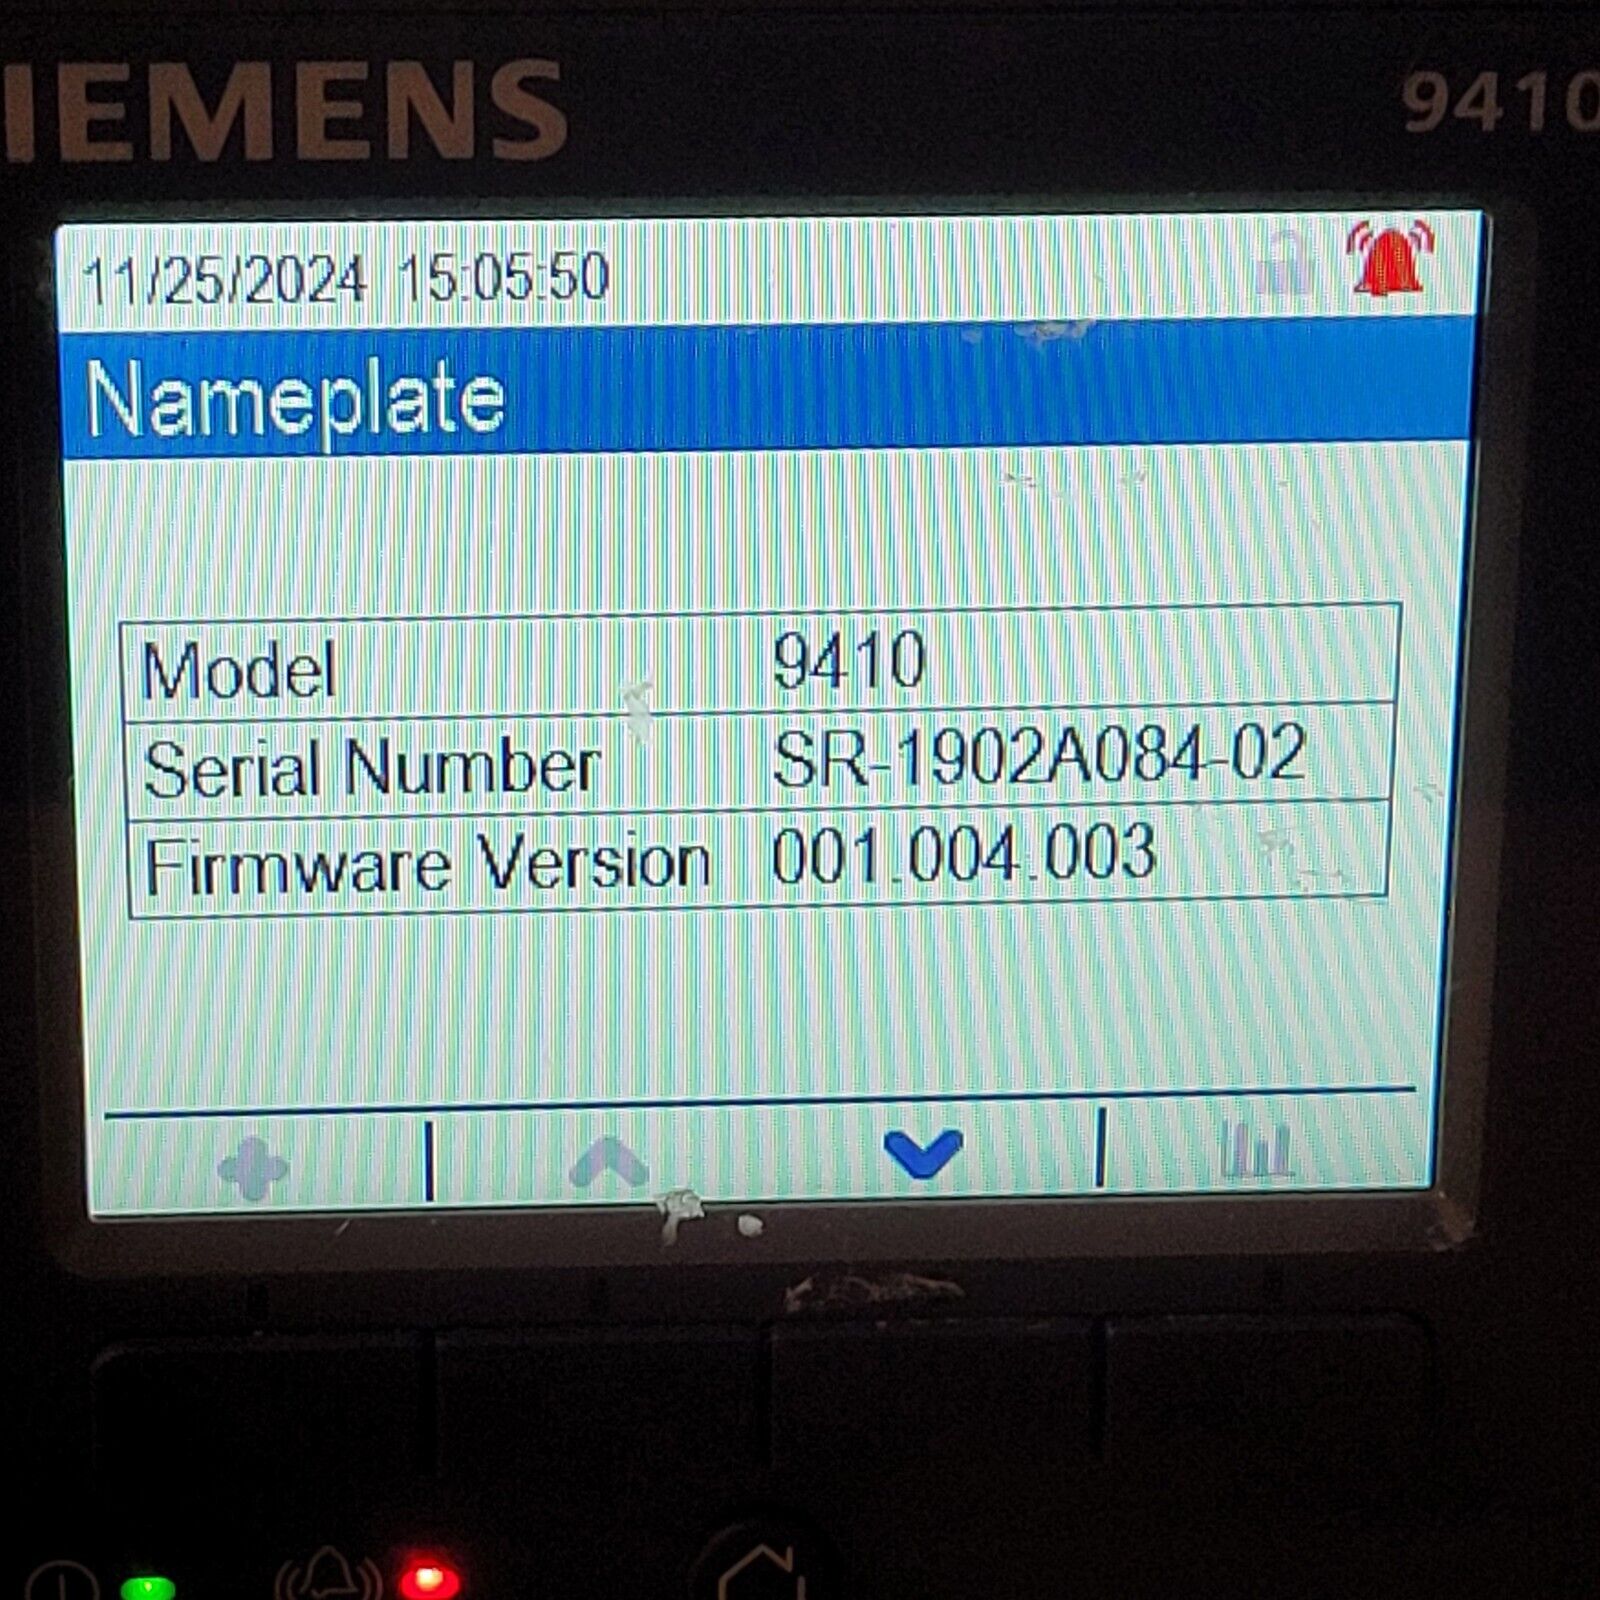 IEMENS
9410
11/25/2024 15:05:50
Nameplate
Model 9410
Serial Number SR-1902A084-02
Firmware Version 001.004.003